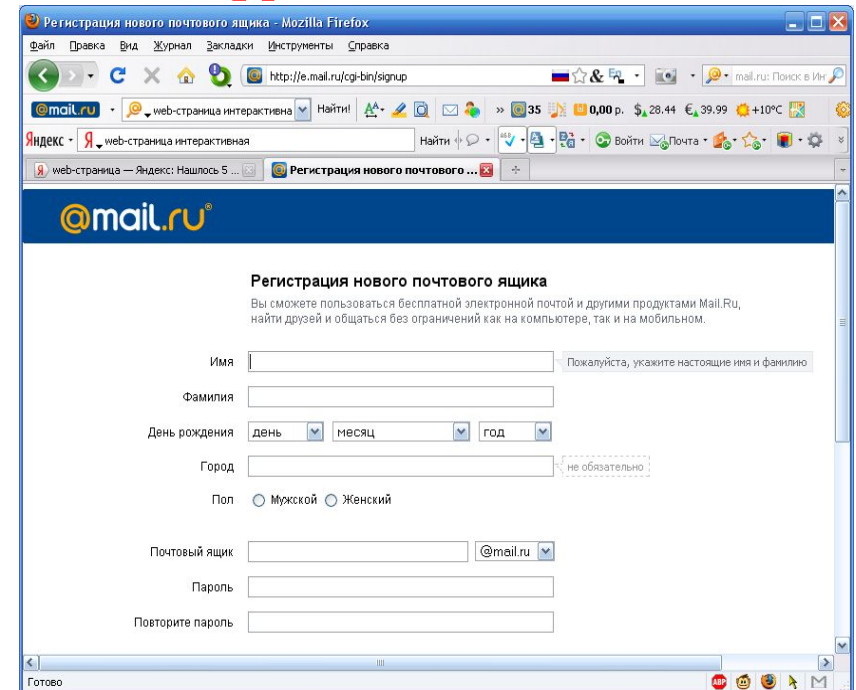 Регистрация нового почтового ящика - Mozilla Firefox
Файл Правка Вид Журнал Закладки Инструменты Справка
http://e.mail.ru/cgi-bin/signup mail.ru: Поиск в Ин
@mail.ru web-страница интерактивна Найти! 35 0,00 р. $ 28.44 € 39.99 +10°C
Яндекс Я web-страница интерактивная Найти Войти Почта
web-страница — Яндекс: Нашлось 5 ... Регистрация нового почтового ...
@mail.ru®
Регистрация нового почтового ящика
Вы сможете пользоваться бесплатной электронной почтой и другими продуктами Mail.Ru,
найти друзей и общаться без ограничений как на компьютере, так и на мобильном.
Имя Пожалуйста, укажите настоящие имя и фамилию
Фамилия
День рождения день месяц год
Город не обязательно
Пол Мужской Женский
Почтовый ящик @mail.ru
Пароль
Повторите пароль
Готово ABP